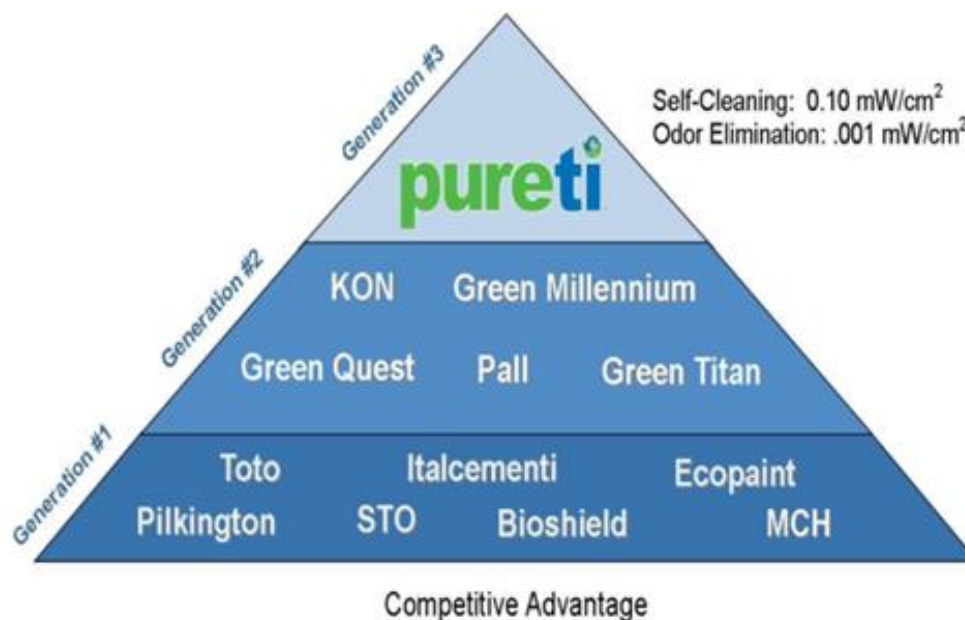 Generation #3
Self-Cleaning: 0.10 mW/cm²
Odor Elimination: .001 mW/cm²
pureti
Generation #2
KON Green Millennium
Green Quest Pall Green Titan
Generation #1
Toto Italcementi Ecopaint
Pilkington STO Bioshield MCH
Competitive Advantage